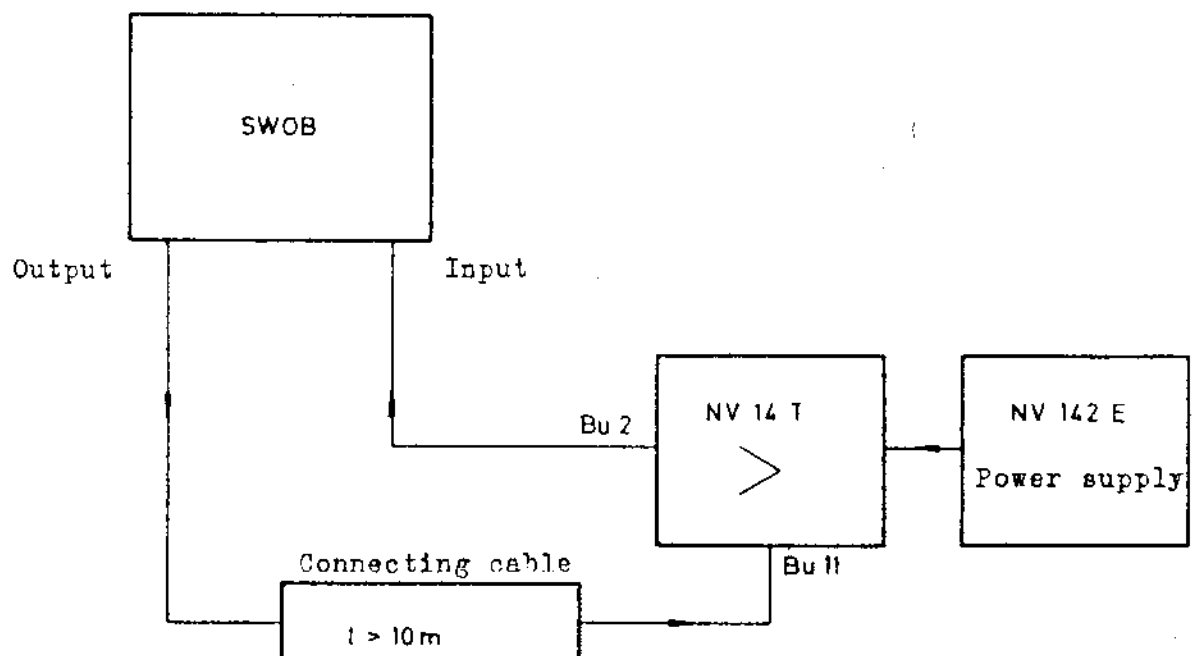 SWOB
Output
Input
NV 14 T
NV 142 E
Bu 2
Power supply
Connecting cable
Bu 11
l > 10 m